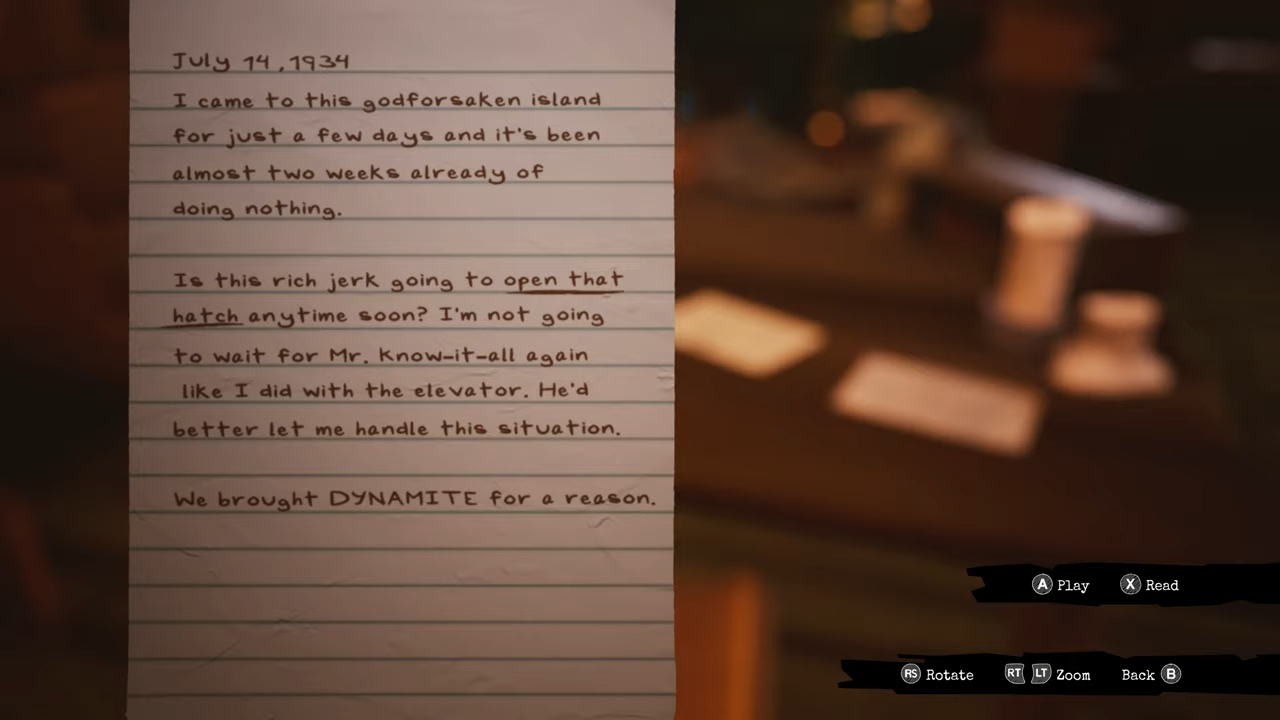 July 14, 1934
I came to this godforsaken island
for just a few days and it's been
almost two weeks already of
doing nothing.
Is this rich jerk going to open that
hatch anytime soon? I'm not going
to wait for Mr. Know-it-all again
like I did with the elevator. He'd
better let me handle this situation.
We brought DYNAMITE for a reason.
A Play X Read
RS Rotate RT LT Zoom Back B